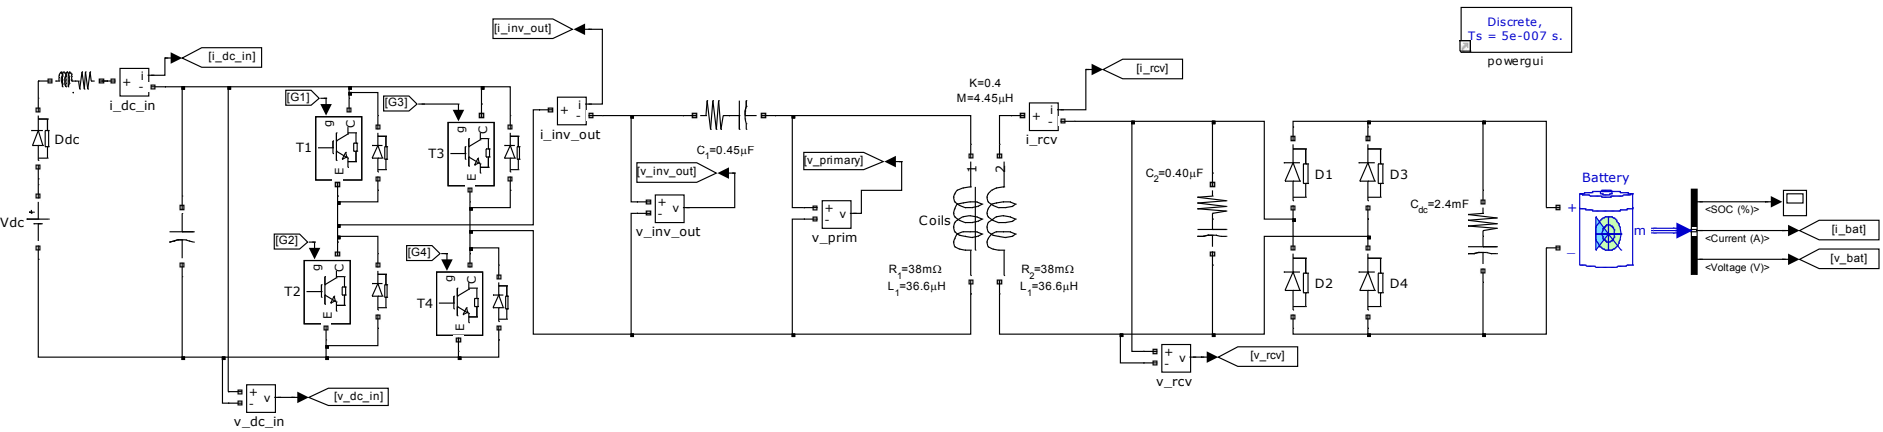 Discrete,
Ts = 5e-007 s.
powergui
[i_inv_out]
[i_dc_in]
+
i
-
i_dc_in
Ddc
Vdc
+
[G1]
g
C
E
T1
[G3]
g
C
E
T3
[G2]
g
C
E
T2
[G4]
g
C
E
T4
+
i
-
i_inv_out
C1=0.45µF
[v_inv_out]
+
-
v
v_inv_out
[v_primary]
+
-
v
v_prim
K=0.4
M=4.45µH
1
2
Coils
R1=38mΩ
L1=36.6µH
R2=38mΩ
L1=36.6µH
[i_rcv]
+
i
-
i_rcv
C2=0.40µF
D1
D3
D2
D4
Cdc=2.4mF
Battery
+
_
m
<SOC (%)>
<Current (A)>
<Voltage (V)>
[i_bat]
[v_bat]
+
-
v
[v_rcv]
v_rcv
+
-
v
[v_dc_in]
v_dc_in